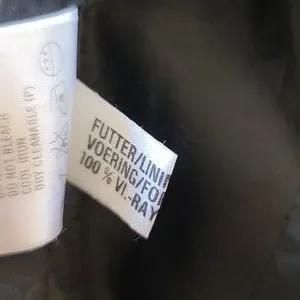 DO NOT BLEACH
COOL IRON
DRY CLEANABLE (P)
FUTTER/LINI
VOERING/FO
100 % VI.-RAY